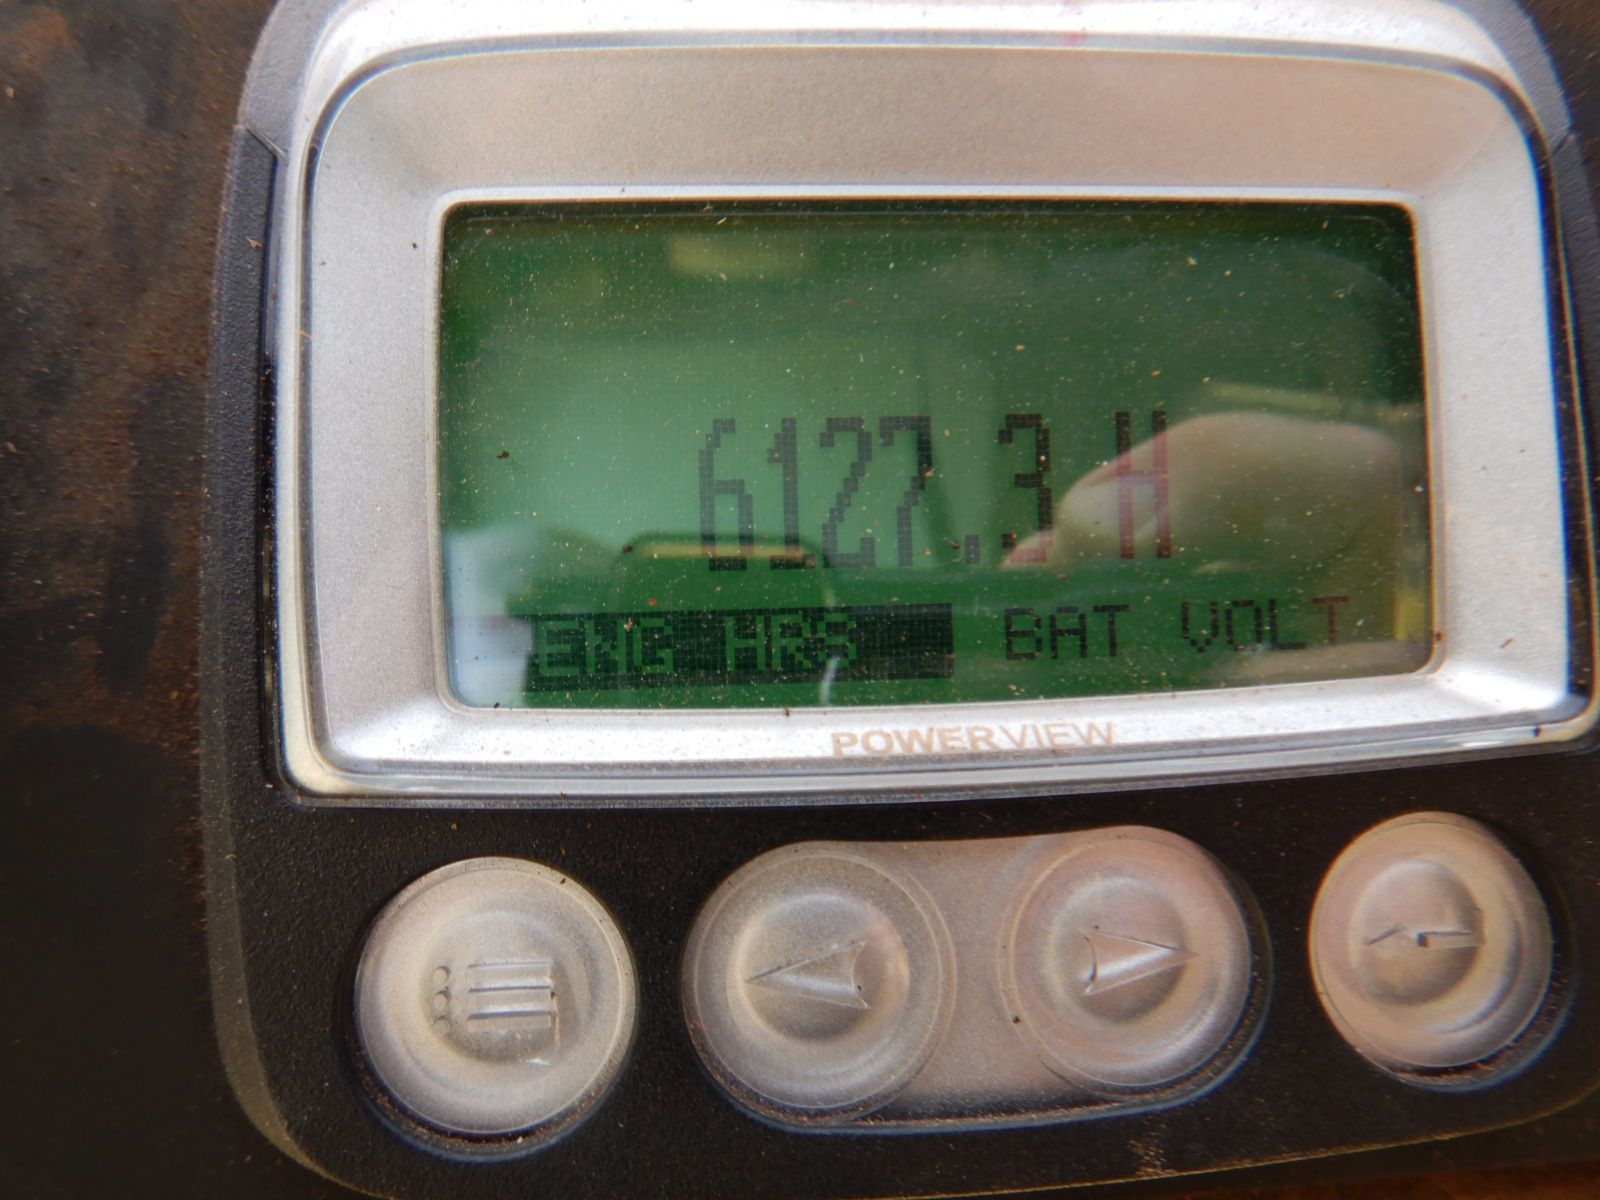 6127.3 H
ENG HRS BAT VOLT
POWERVIEW